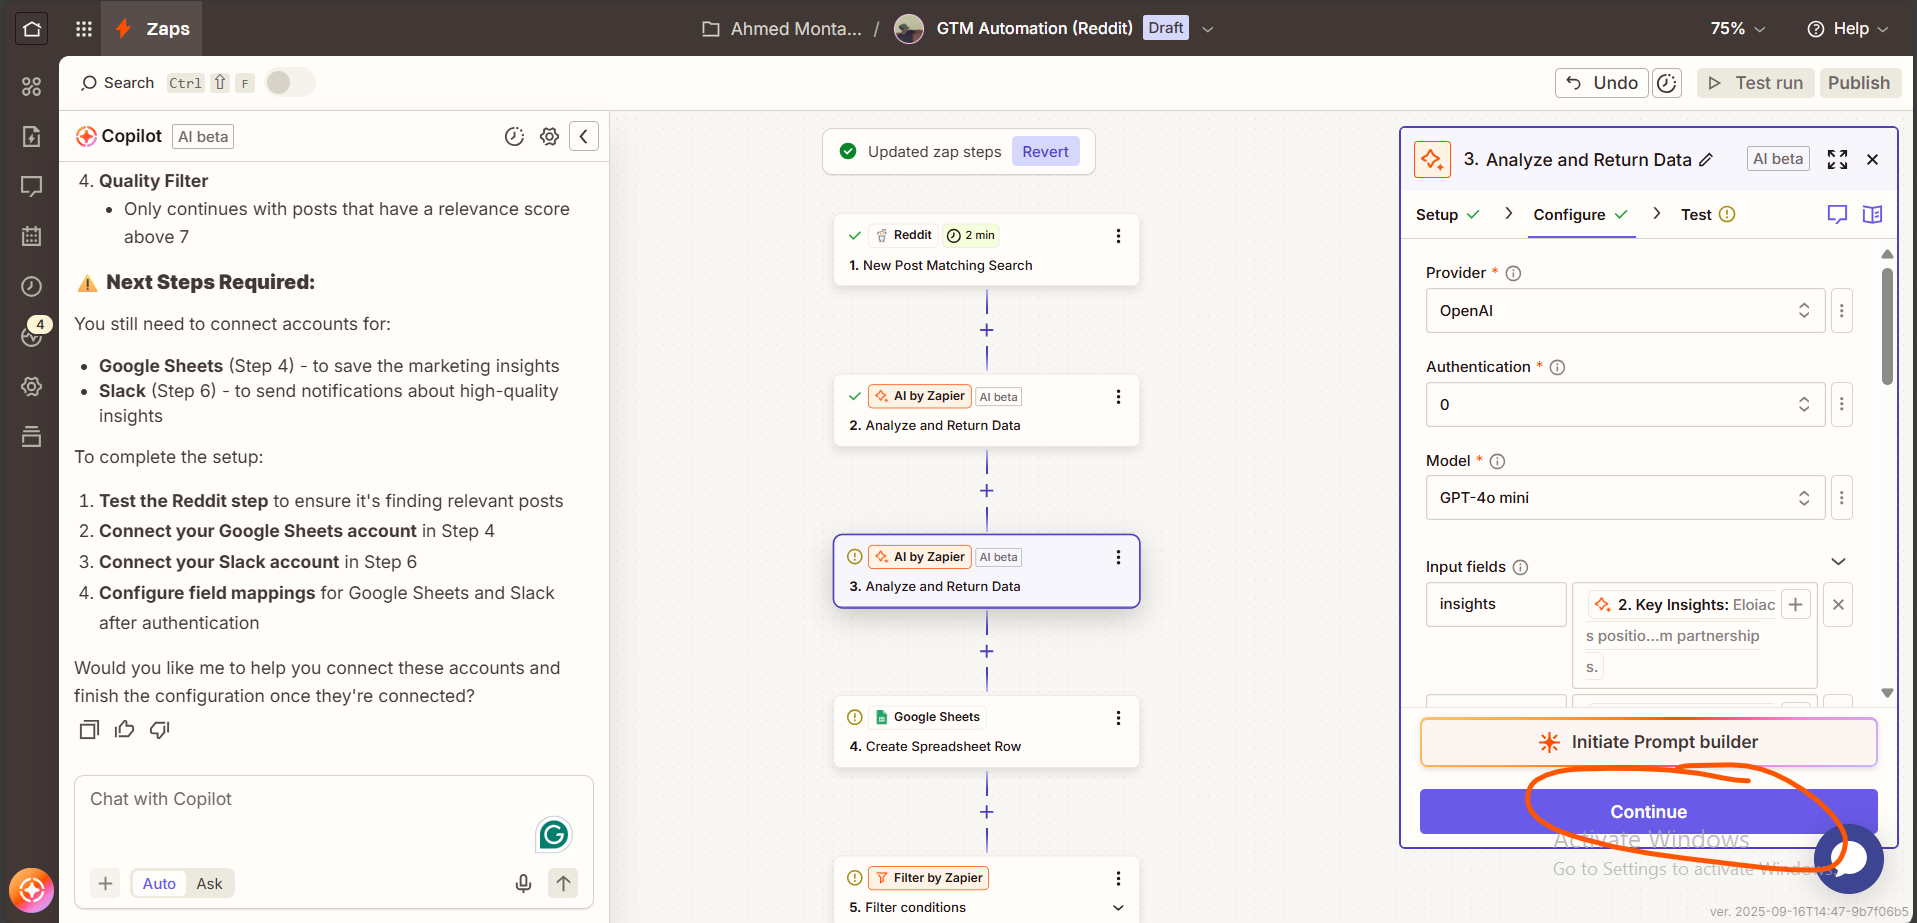 Zaps
Ahmed Monta... / GTM Automation (Reddit) Draft
75%
Help
Search Ctrl ⇧ F
Undo
Test run
Publish
4
Copilot AI beta
4. Quality Filter
• Only continues with posts that have a relevance score
above 7
⚠️ Next Steps Required:
You still need to connect accounts for:
• Google Sheets (Step 4) - to save the marketing insights
• Slack (Step 6) - to send notifications about high-quality
insights
To complete the setup:
1. Test the Reddit step to ensure it's finding relevant posts
2. Connect your Google Sheets account in Step 4
3. Connect your Slack account in Step 6
4. Configure field mappings for Google Sheets and Slack
after authentication
Would you like me to help you connect these accounts and
finish the configuration once they're connected?
Chat with Copilot
Auto Ask
Updated zap steps Revert
Reddit 2 min
1. New Post Matching Search
AI by Zapier AI beta
2. Analyze and Return Data
AI by Zapier AI beta
3. Analyze and Return Data
Google Sheets
4. Create Spreadsheet Row
Filter by Zapier
5. Filter conditions
3. Analyze and Return Data AI beta
Setup Configure Test
Provider *
OpenAI
Authentication *
0
Model *
GPT-4o mini
Input fields
insights
2. Key Insights: Eloiac
s positio...m partnership
s.
Initiate Prompt builder
Continue
Activate Windows
Go to Settings to activate Windows.
ver. 2025-09-16T14:47-9b7f06b5